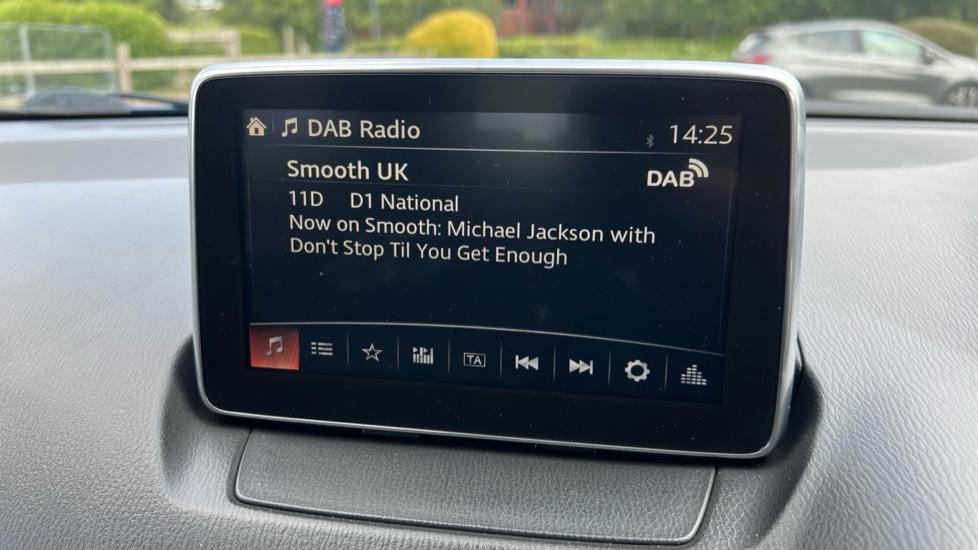 DAB Radio 14:25
Smooth UK DAB
11D D1 National
Now on Smooth: Michael Jackson with
Don't Stop Til You Get Enough
TA